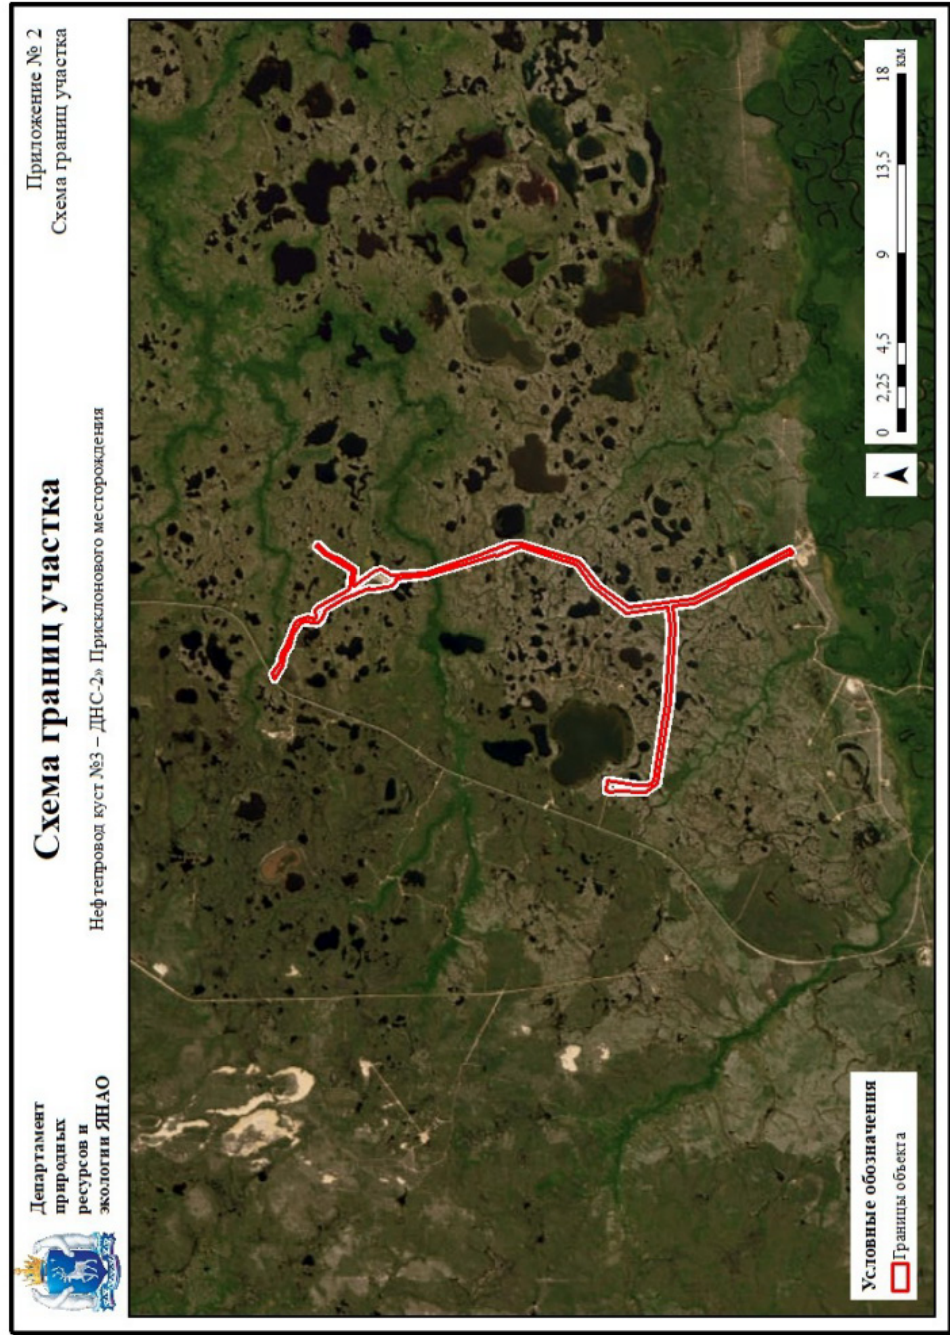 Департамент
природных
ресурсов и
экологии ЯНАО
Схема границ участка
Нефтепровод куст №3 – ДНС-2» Присклонового месторождения
Приложение № 2
Схема границ участка
Условные обозначения
Границы объекта
N
0 2,25 4,5 9 13,5 18 км